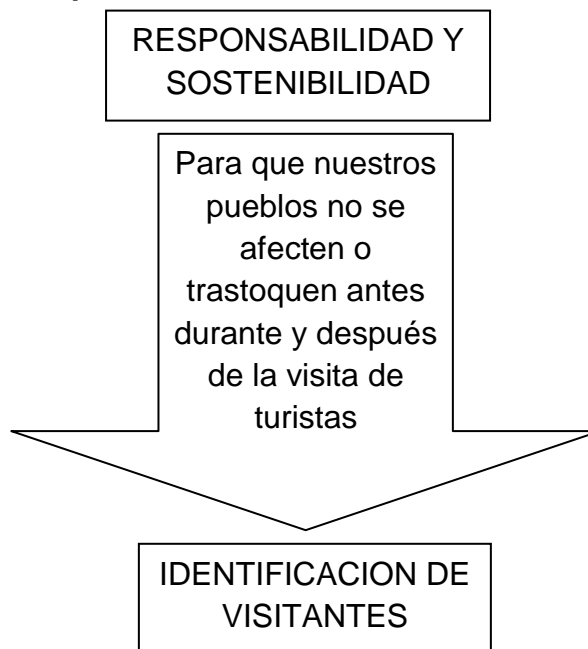 RESPONSABILIDAD Y
SOSTENIBILIDAD
Para que nuestros
pueblos no se
afecten o
trastoquen antes
durante y después
de la visita de
turistas
IDENTIFICACION DE
VISITANTES